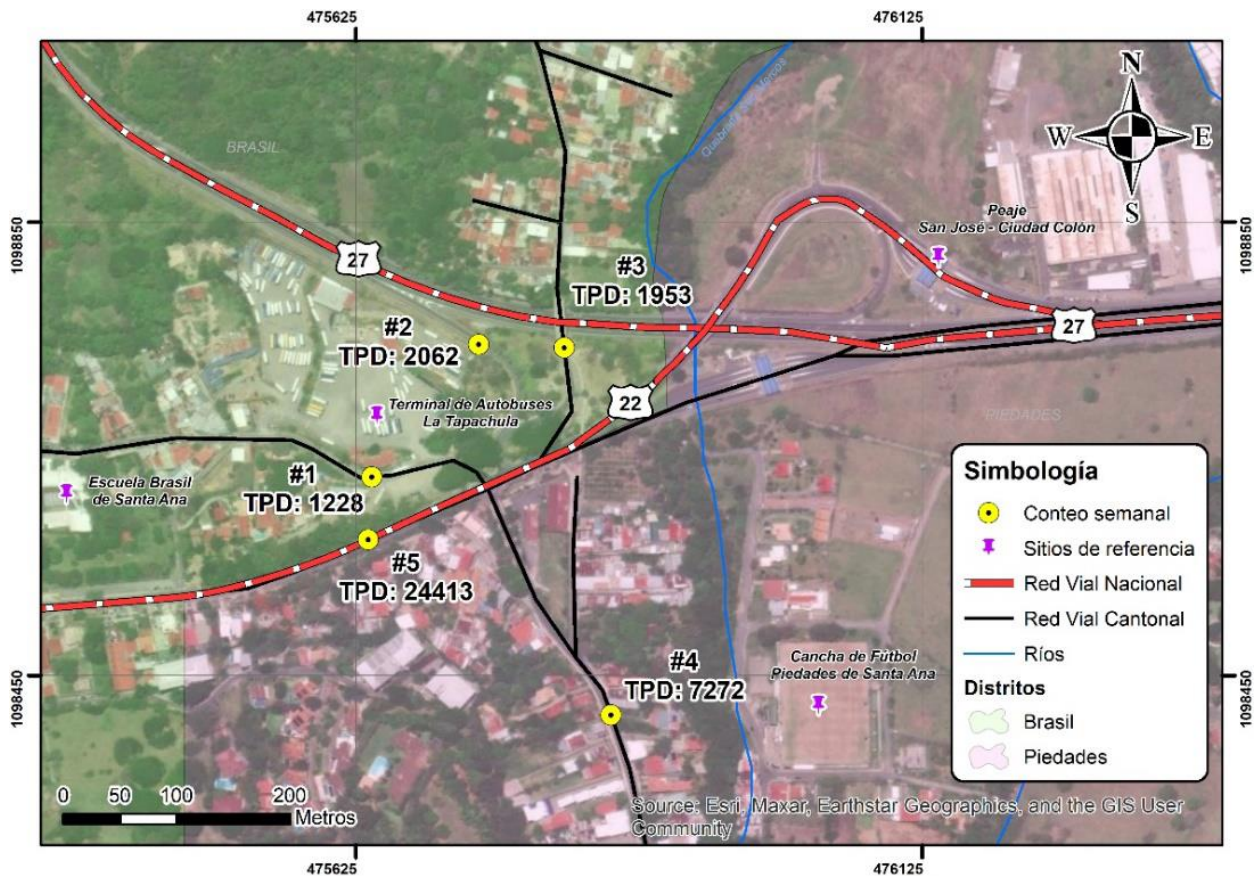 475625
476125
1098850
1098850
BRASIL
Quebrada San Marcos
N
W
E
S
Peaje
San José - Ciudad Colón
27
#3
TPD: 1953
#2
TPD: 2062
27
22
Terminal de Autobuses
La Tapachula
PIEDADES
#1
TPD: 1228
Escuela Brasil
de Santa Ana
#5
TPD: 24413
#4
TPD: 7272
Cancha de Fútbol
Piedades de Santa Ana
1098450
1098450
Simbología
Conteo semanal
Sitios de referencia
Red Vial Nacional
Red Vial Cantonal
Ríos
Distritos
Brasil
Piedades
0 50 100 200
Metros
Source: Esri, Maxar, Earthstar Geographics, and the GIS User
Community
475625
476125